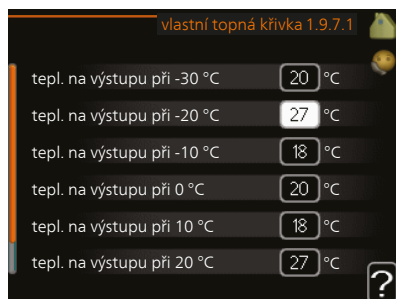 vlastní topná křivka 1.9.7.1
tepl. na výstupu při -30 °C 20 °C
tepl. na výstupu při -20 °C 27 °C
tepl. na výstupu při -10 °C 18 °C
tepl. na výstupu při 0 °C 20 °C
tepl. na výstupu při 10 °C 18 °C
tepl. na výstupu při 20 °C 27 °C
?